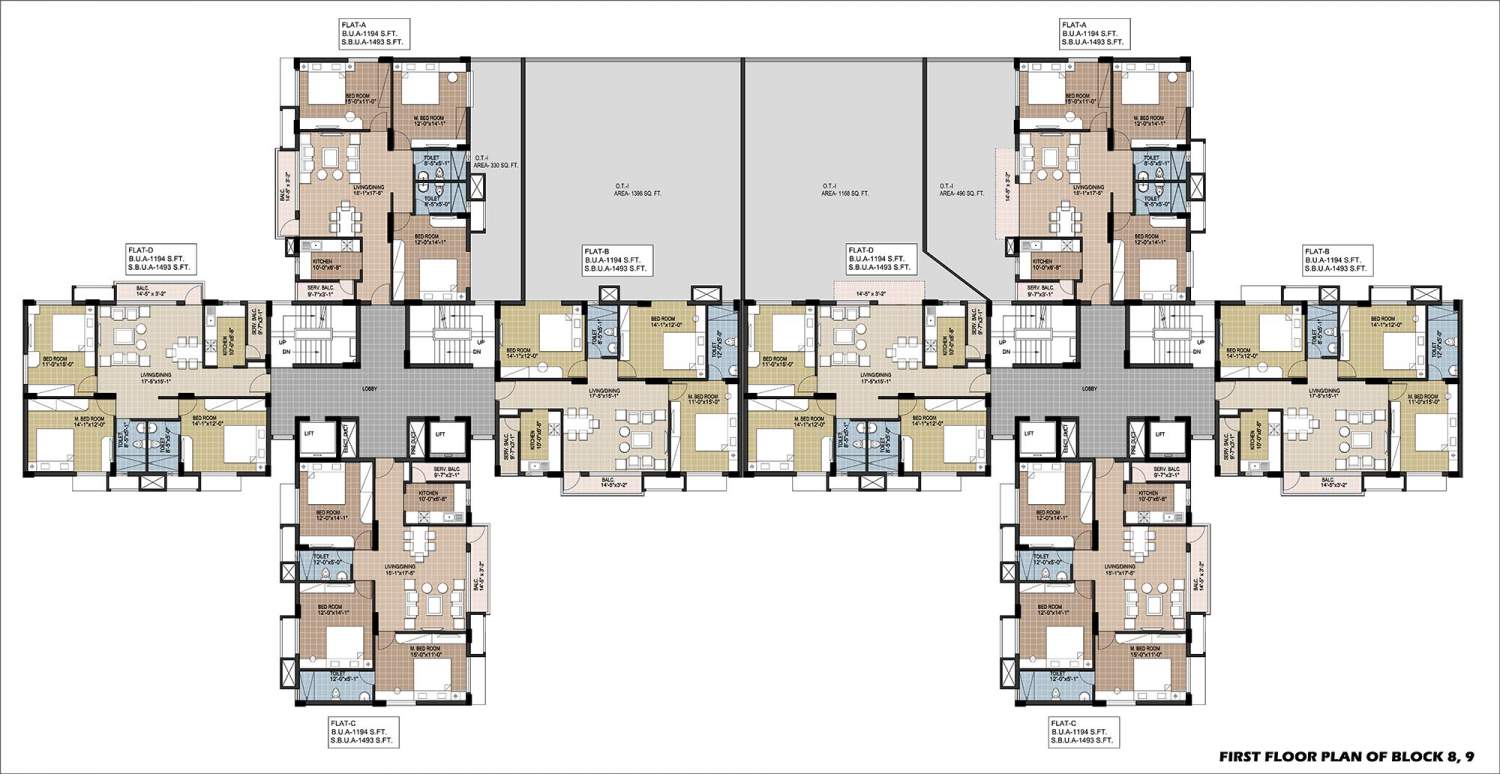 FLAT-A
B.U.A-1194 S.FT.
S.B.U.A-1493 S.FT.
FLAT-A
B.U.A-1194 S.FT.
S.B.U.A-1493 S.FT.
BED ROOM
15'-0"x11'-0"
M. BED ROOM
12'-0"x14'-1"
TOILET
8'-5"x5'-1"
TOILET
8'-5"x5'-0"
BALC.
14'-5" x 3'-2"
LIVING/DINING
16'-1"x17'-6"
KITCHEN
10'-0"x6'-8"
BED ROOM
12'-0"x14'-1"
SERV. BALC.
9'-7"x3'-1"
O.T.-I
AREA- 330 SQ. FT.
O.T.-I
AREA- 1398 SQ. FT.
O.T.-I
AREA- 1168 SQ. FT.
O.T.-I
AREA- 490 SQ. FT.
BED ROOM
15'-0"x11'-0"
M. BED ROOM
12'-0"x14'-1"
TOILET
8'-5"x5'-1"
TOILET
8'-5"x5'-0"
14'-5" x 3'-2"
LIVING/DINING
16'-1"x17'-6"
KITCHEN
10'-0"x6'-8"
BED ROOM
12'-0"x14'-1"
SERV. BALC.
9'-7"x3'-1"
FLAT-D
B.U.A-1194 S.FT.
S.B.U.A-1493 S.FT.
FLAT-B
B.U.A-1194 S.FT.
S.B.U.A-1493 S.FT.
FLAT-D
B.U.A-1194 S.FT.
S.B.U.A-1493 S.FT.
FLAT-B
B.U.A-1194 S.FT.
S.B.U.A-1493 S.FT.
BALC.
14'-5" x 3'-2"
BED ROOM
11'-0"x15'-0"
LIVING/DINING
17'-5"x15'-1"
KITCHEN
10'-0"x6'-8"
SERV. BALC.
9'-7"x3'-1"
M. BED ROOM
14'-1"x12'-0"
TOILET
8'-5"x5'-1"
TOILET
8'-5"x5'-0"
BED ROOM
14'-1"x12'-0"
UP
DN
UP
DN
LOBBY
LIFT
ELEC.DUCT
FIRE DUCT
LIFT
BED ROOM
14'-1"x12'-0"
TOILET
8'-5"x5'-1"
BED ROOM
14'-1"x12'-0"
TOILET
12'-0"x5'-0"
LIVING/DINING
17'-5"x15'-1"
M. BED ROOM
11'-0"x15'-0"
SERV. BALC.
9'-7"x3'-1"
KITCHEN
10'-0"x6'-8"
BALC.
14'-5"x3'-2"
14'-5" x 3'-2"
BED ROOM
11'-0"x15'-0"
LIVING/DINING
17'-5"x15'-1"
KITCHEN
10'-0"x6'-8"
SERV. BALC.
9'-7"x3'-1"
M. BED ROOM
14'-1"x12'-0"
TOILET
8'-5"x5'-1"
TOILET
8'-5"x5'-0"
BED ROOM
14'-1"x12'-0"
UP
DN
UP
DN
LOBBY
LIFT
ELEC.DUCT
FIRE DUCT
LIFT
BED ROOM
14'-1"x12'-0"
TOILET
8'-5"x5'-1"
BED ROOM
14'-1"x12'-0"
TOILET
12'-0"x5'-0"
LIVING/DINING
17'-5"x15'-1"
M. BED ROOM
11'-0"x15'-0"
SERV. BALC.
9'-7"x3'-1"
KITCHEN
10'-0"x6'-8"
BALC.
14'-5"x3'-2"
BED ROOM
12'-0"x14'-1"
SERV. BALC.
9'-7"x3'-1"
KITCHEN
10'-0"x6'-8"
TOILET
12'-0"x5'-0"
LIVING/DINING
15'-1"x17'-6"
BALC.
14'-5" x 3'-2"
BED ROOM
12'-0"x14'-1"
M. BED ROOM
15'-0"x11'-0"
TOILET
12'-0"x5'-1"
BED ROOM
12'-0"x14'-1"
SERV. BALC.
9'-7"x3'-1"
KITCHEN
10'-0"x6'-8"
TOILET
12'-0"x5'-0"
LIVING/DINING
15'-1"x17'-6"
BALC.
14'-5" x 3'-2"
BED ROOM
12'-0"x14'-1"
M. BED ROOM
15'-0"x11'-0"
TOILET
12'-0"x5'-1"
FLAT-C
B.U.A-1194 S.FT.
S.B.U.A-1493 S.FT.
FLAT-C
B.U.A-1194 S.FT.
S.B.U.A-1493 S.FT.
FIRST FLOOR PLAN OF BLOCK 8, 9